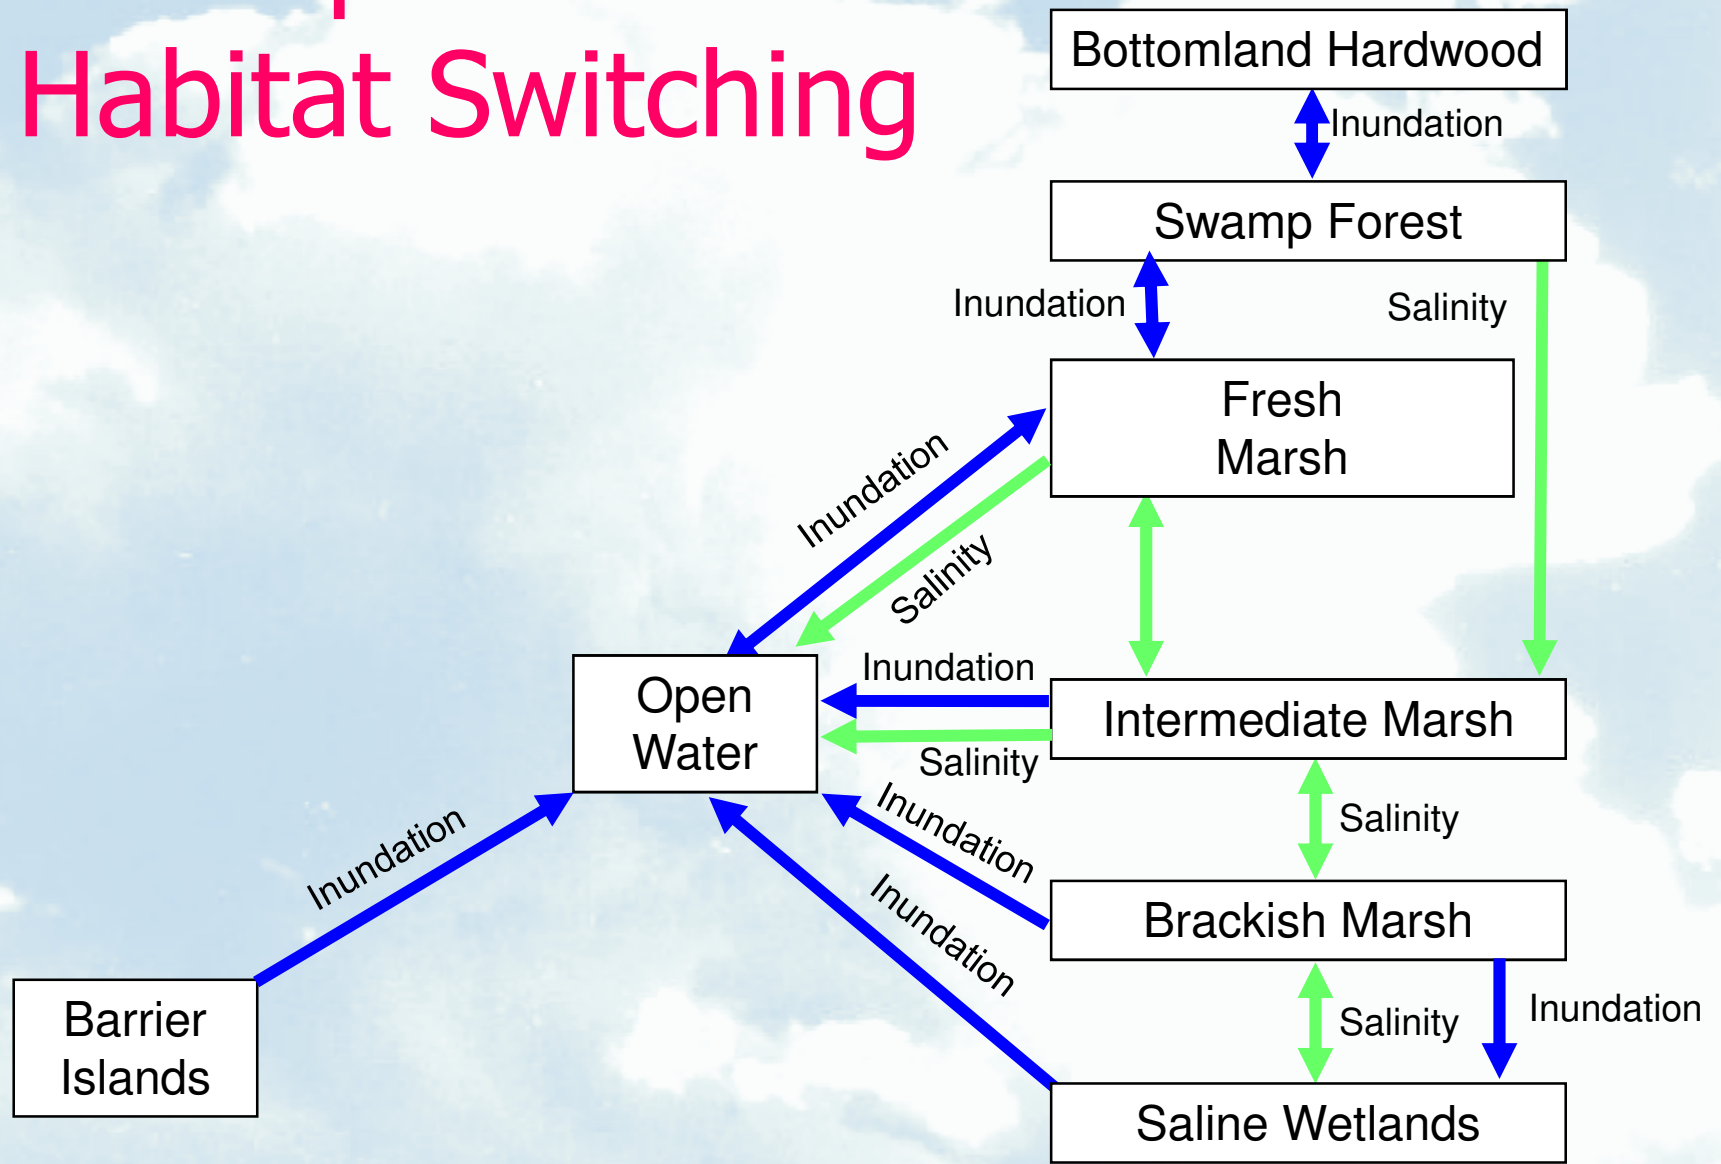 Habitat Switching
Bottomland Hardwood
Inundation
Swamp Forest
Inundation
Salinity
Fresh
Marsh
Inundation
Salinity
Inundation
Open
Water
Intermediate Marsh
Salinity
Inundation
Salinity
Inundation
Inundation
Brackish Marsh
Barrier
Islands
Salinity
Inundation
Saline Wetlands